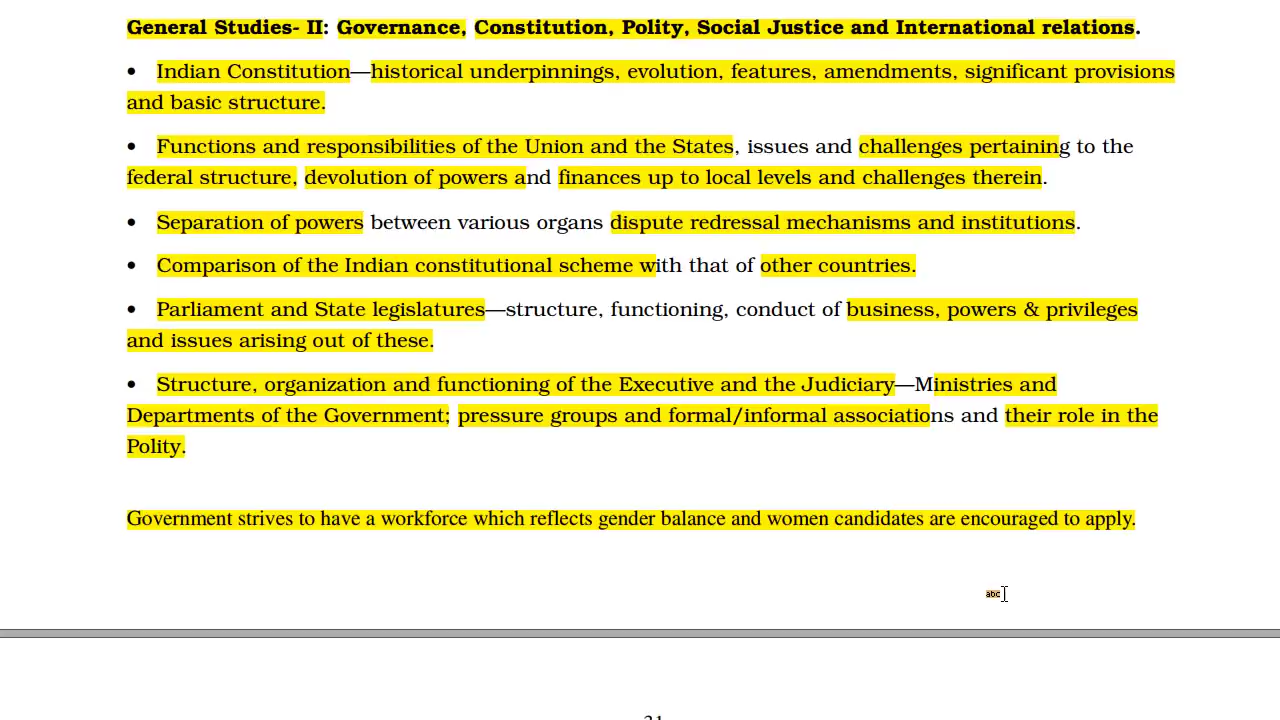 General Studies- II: Governance, Constitution, Polity, Social Justice and International relations.
• Indian Constitution—historical underpinnings, evolution, features, amendments, significant provisions
and basic structure.
• Functions and responsibilities of the Union and the States, issues and challenges pertaining to the
federal structure, devolution of powers and finances up to local levels and challenges therein.
• Separation of powers between various organs dispute redressal mechanisms and institutions.
• Comparison of the Indian constitutional scheme with that of other countries.
• Parliament and State legislatures—structure, functioning, conduct of business, powers & privileges
and issues arising out of these.
• Structure, organization and functioning of the Executive and the Judiciary—Ministries and
Departments of the Government; pressure groups and formal/informal associations and their role in the
Polity.
Government strives to have a workforce which reflects gender balance and women candidates are encouraged to apply.
abc